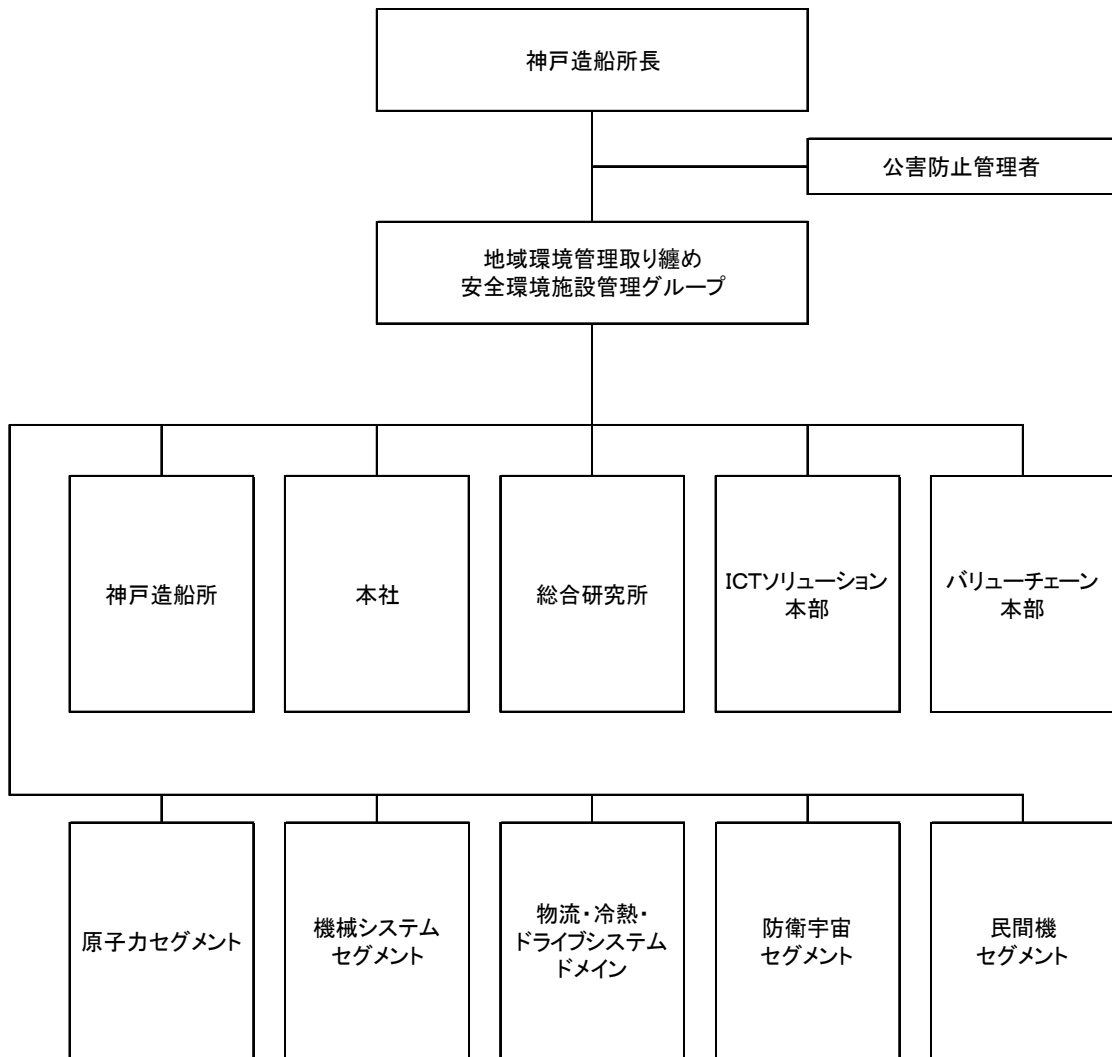 神戸造船所長
公害防止管理者
地域環境管理取り纏め
安全環境施設管理グループ
神戸造船所
本社
総合研究所
ICTソリューション
本部
バリューチェーン
本部
原子力セグメント
機械システム
セグメント
物流・冷熱・
ドライブシステム
ドメイン
防衛宇宙
セグメント
民間機
セグメント